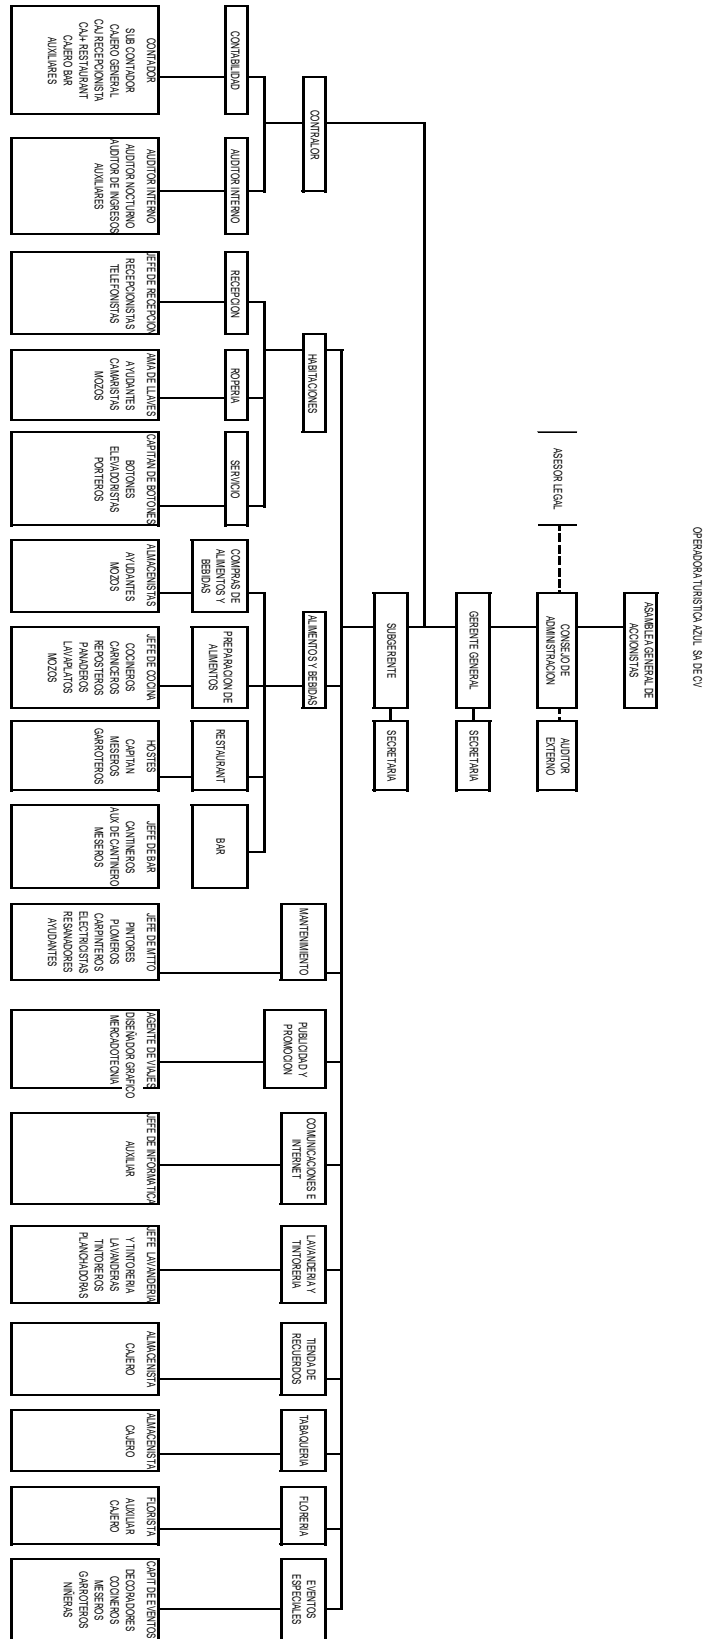 OPERADORA TURISTICA AZUL SA DE CV
ASAMBLEA GENERAL DE
ACCIONISTAS
ASESOR LEGAL
CONSEJO DE
ADMINISTRACION
AUDITOR
EXTERNO
GERENTE GENERAL
SECRETARIA
SUBGERENTE
SECRETARIA
CONTRALOR
HABITACIONES
ALIMENTOS Y BEBIDAS
MANTENIMIENTO
PUBLICIDAD Y
PROMOCION
COMUNICACIONES E
INTERNET
LAVANDERIA Y
TINTORERIA
TIENDA DE
RECUERDOS
TABAQUERIA
FLORERIA
EVENTOS
ESPECIALES
CONTABILIDAD
AUDITOR INTERNO
RECEPCION
ROPERIA
SERVICIO
COMPRAS DE
ALIMENTOS Y
BEBIDAS
PREPARACION DE
ALIMENTOS
RESTAURANT
BAR
CONTADOR
SUB CONTADOR
CAJERO GENERAL
CAJ RECEPCIONISTA
CAJ+ RESTAURANT
CAJERO BAR
AUXILIARES
AUDITOR INTERNO
AUDITOR NOCTURNO
AUDITOR DE INGRESOS
AUXILIARES
JEFE DE RECEPCION
RECEPCIONISTAS
TELEFONISTAS
AMA DE LLAVES
AYUDANTES
CAMARISTAS
MOZOS
CAPITAN DE BOTONES
BOTONES
ELEVADORISTAS
PORTEROS
ALMACENISTAS
AYUDANTES
MOZOS
JEFE DE COCINA
COCINEROS
CARNICEROS
REPOSTEROS
PANADEROS
LAVAPLATOS
MOZOS
HOSTES
CAPITAN
MESEROS
GARROTEROS
JEFE DE BAR
CANTINEROS
AUX DE CANTINERO
MESEROS
JEFE DE MTTO
PINTORES
PLOMEROS
CARPINTEROS
ELECTRICISTAS
RESANADORES
AYUDANTES
AGENTE DE VIAJES
DISEÑADOR GRAFICO
MERCADOTECNIA
JEFE DE INFORMATICA
AUXILIAR
JEFE LAVANDERIA
Y TINTORERIA
LAVANDERAS
TINTOREROS
PLANCHADORAS
ALMACENISTA
CAJERO
ALMACENISTA
CAJERO
FLORISTA
AUXILIAR
CAJERO
CAPIT DE EVENTOS
DECORADORES
COCINEROS
MESEROS
GARROTEROS
NIÑERAS